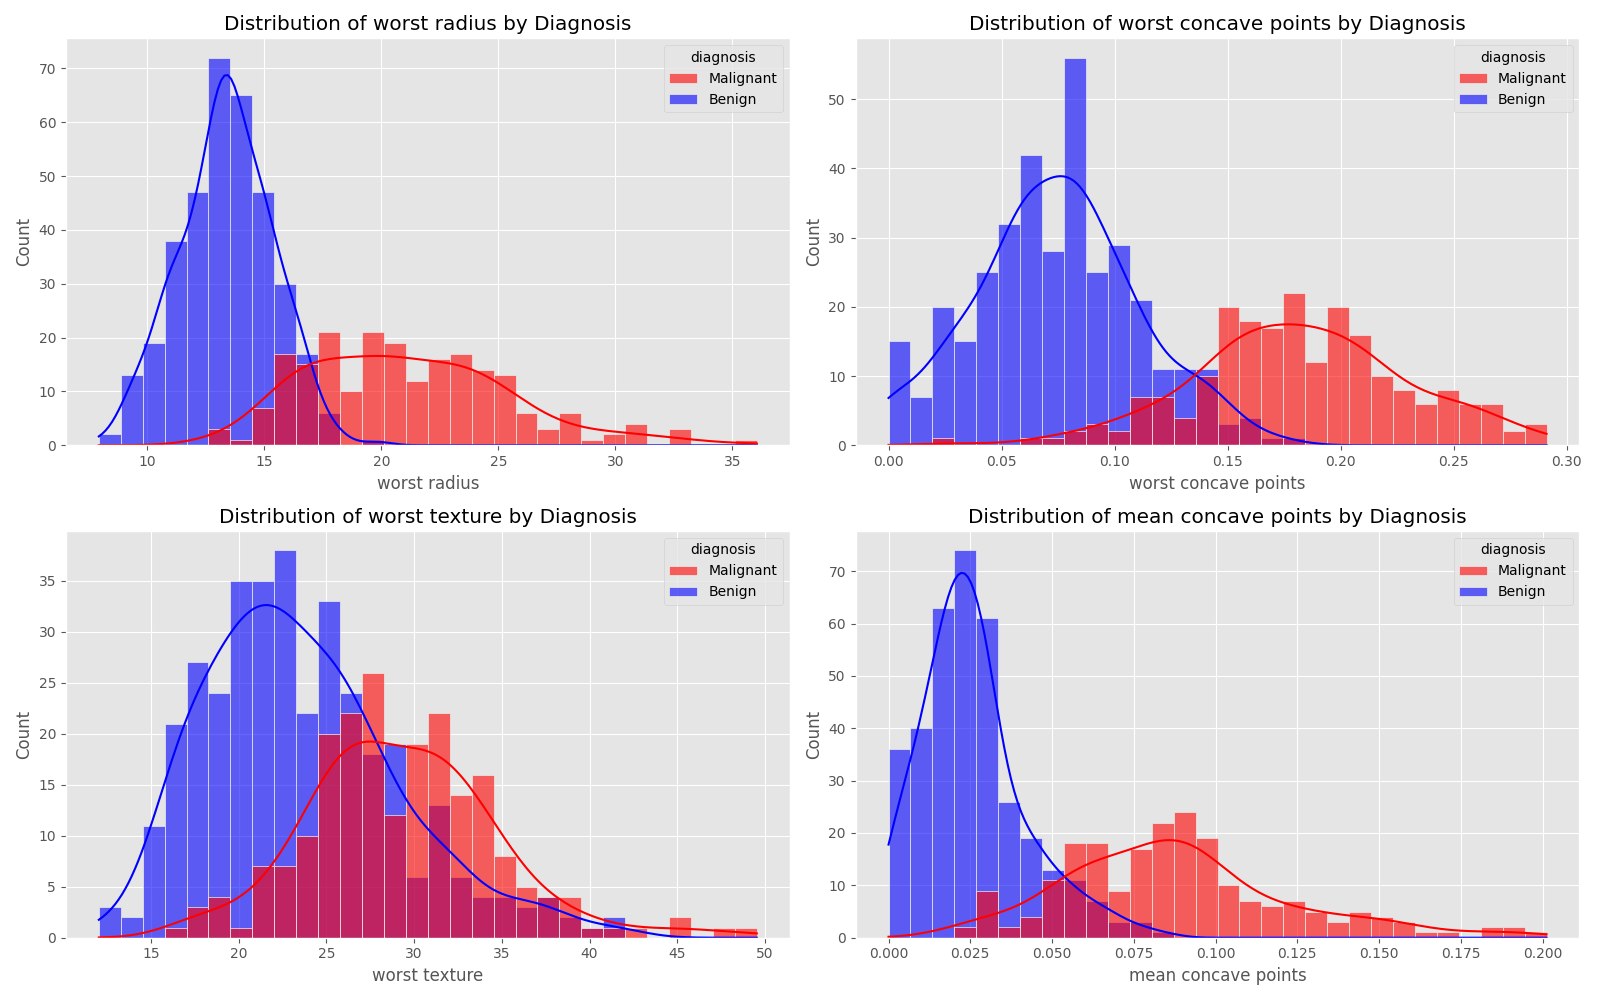 Distribution of worst radius by Diagnosis
diagnosis
Malignant
Benign
Count
70
60
50
40
30
20
10
0
10 15 20 25 30 35
worst radius
Distribution of worst concave points by Diagnosis
diagnosis
Malignant
Benign
Count
50
40
30
20
10
0
0.00 0.05 0.10 0.15 0.20 0.25 0.30
worst concave points
Distribution of worst texture by Diagnosis
diagnosis
Malignant
Benign
Count
35
30
25
20
15
10
5
0
15 20 25 30 35 40 45 50
worst texture
Distribution of mean concave points by Diagnosis
diagnosis
Malignant
Benign
Count
70
60
50
40
30
20
10
0
0.000 0.025 0.050 0.075 0.100 0.125 0.150 0.175 0.200
mean concave points